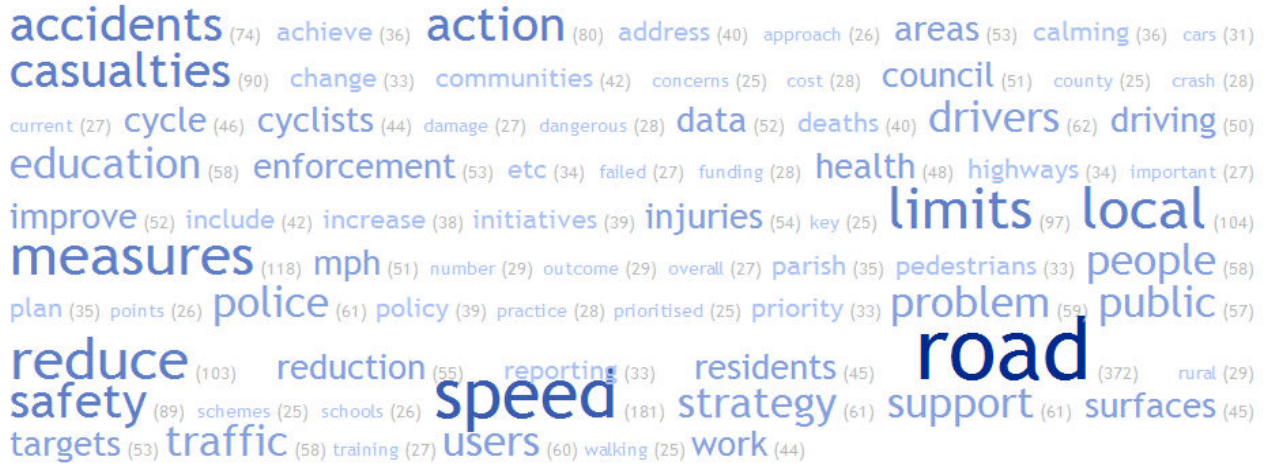 accidents (74) achieve (36) action (80) address (40) approach (26) areas (53) calming (36) cars (31)
casualties (90) change (33) communities (42) concerns (25) cost (28) council (51) county (25) crash (28)
current (27) cycle (46) cyclists (44) damage (27) dangerous (28) data (52) deaths (40) drivers (62) driving (50)
education (58) enforcement (53) etc (34) failed (27) funding (28) health (48) highways (34) important (27)
improve (52) include (42) increase (38) initiatives (39) injuries (54) key (25) limits (97) local (104)
measures (118) mph (51) number (29) outcome (29) overall (27) parish (35) pedestrians (33) people (58)
plan (35) points (26) police (61) policy (39) practice (28) prioritised (25) priority (33) problem (59) public (57)
reduce (103) reduction (55) reporting (33) residents (45) road (372) rural (29)
safety (89) schemes (25) schools (26) speed (181) strategy (61) support (61) surfaces (45)
targets (53) traffic (58) training (27) users (60) walking (25) work (44)